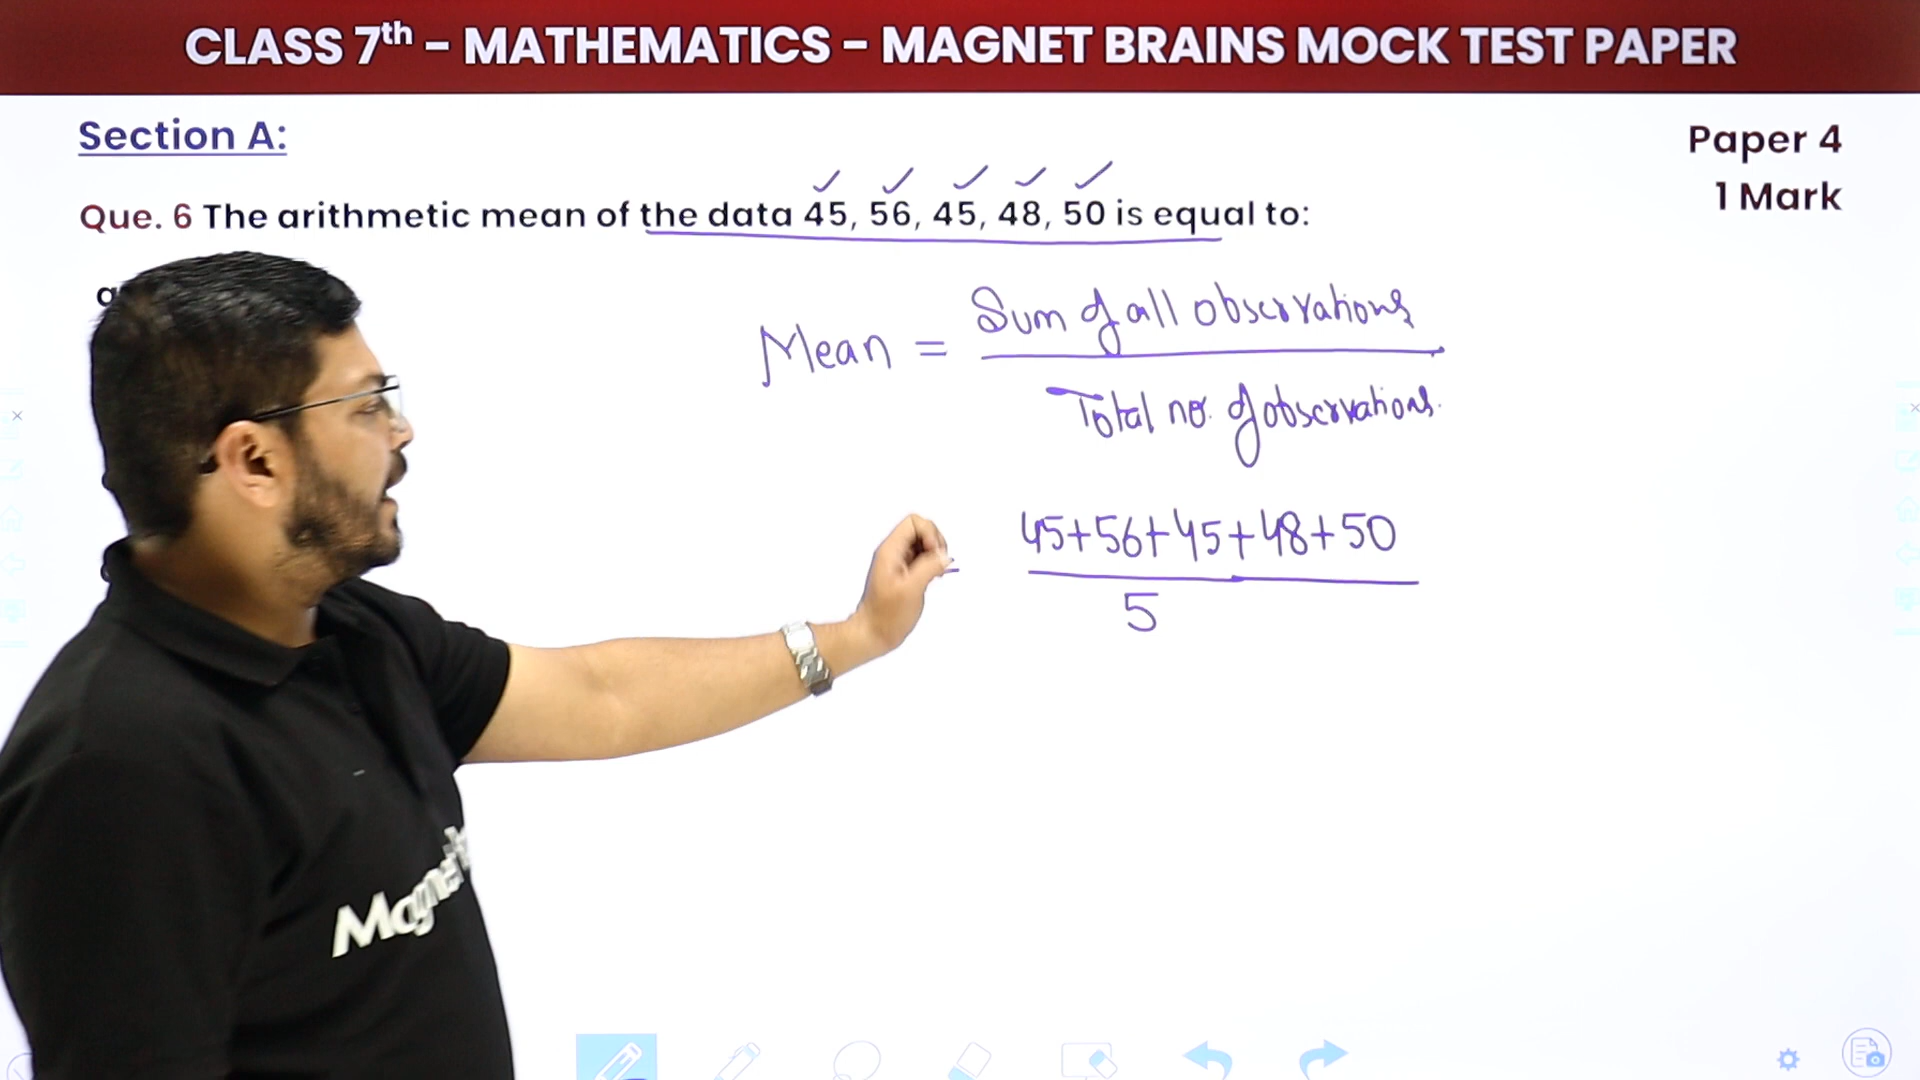 CLASS 7th – MATHEMATICS – MAGNET BRAINS MOCK TEST PAPER
Section A:
Paper 4
1 Mark
Que. 6 The arithmetic mean of the data 45, 56, 45, 48, 50 is equal to:
Mean = Sum of all observations
Total no. of observations.
= 45+56+45+48+50
5
Magnet